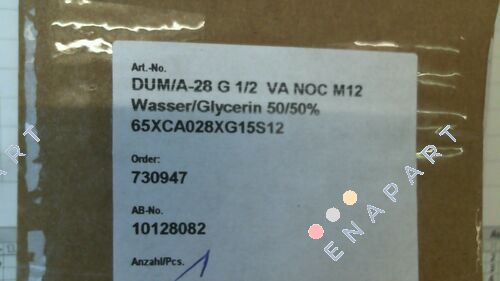 Art.-No.
DUM/A-28 G 1/2 VA NOC M12
Wasser/Glycerin 50/50%
65XCA028XG15S12
Order:
730947
AB-No.
10128082
Anzahl/Pcs.
1
ENAPART